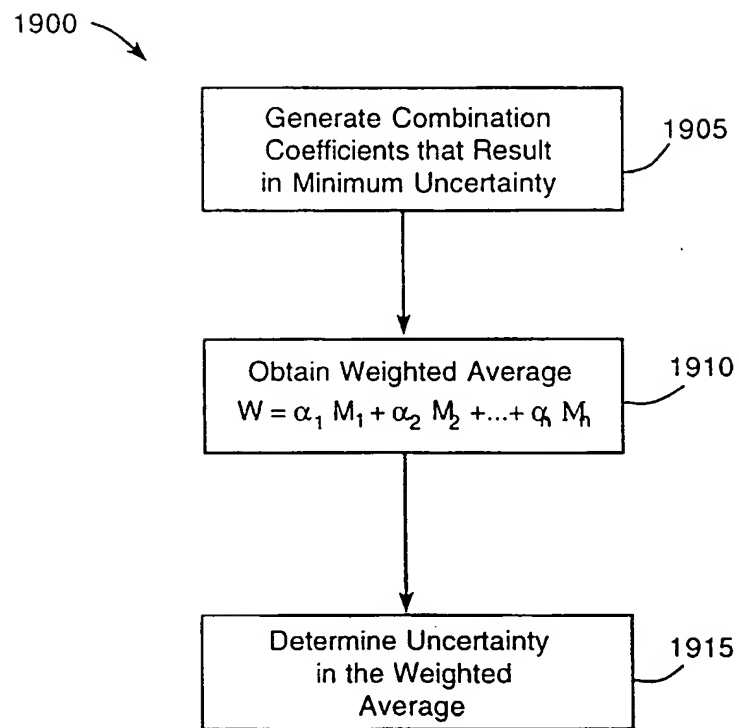 1900
Generate Combination
Coefficients that Result
in Minimum Uncertainty
1905
Obtain Weighted Average
W = α₁ M₁ + α₂ M₂ +...+ αₙ Mₙ
1910
Determine Uncertainty
in the Weighted
Average
1915